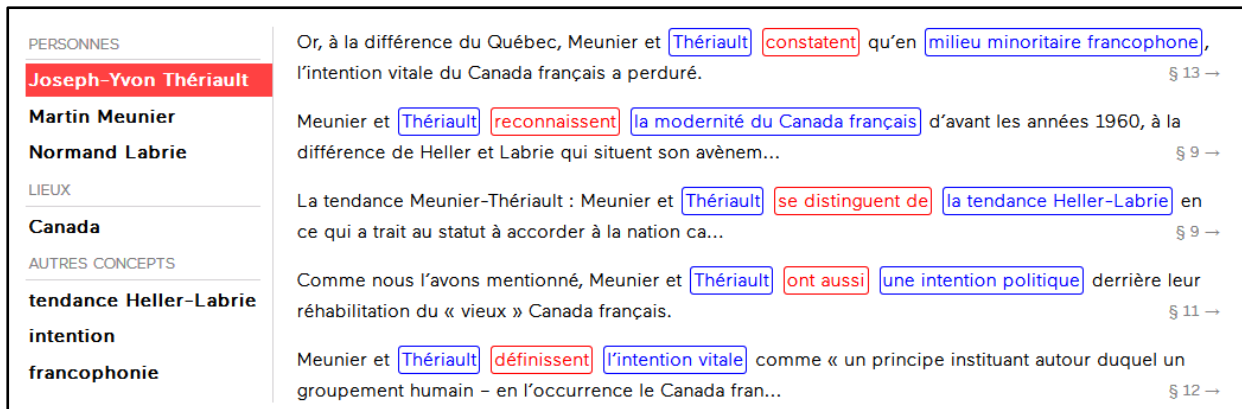 PERSONNES
Joseph-Yvon Thériault
Martin Meunier
Normand Labrie
LIEUX
Canada
AUTRES CONCEPTS
tendance Heller-Labrie
intention
francophonie
Or, à la différence du Québec, Meunier et Thériault constatent qu'en milieu minoritaire francophone,
l'intention vitale du Canada français a perduré. § 13 →
Meunier et Thériault reconnaissent la modernité du Canada français d'avant les années 1960, à la
différence de Heller et Labrie qui situent son avènem... § 9 →
La tendance Meunier-Thériault : Meunier et Thériault se distinguent de la tendance Heller-Labrie en
ce qui a trait au statut à accorder à la nation ca... § 9 →
Comme nous l'avons mentionné, Meunier et Thériault ont aussi une intention politique derrière leur
réhabilitation du « vieux » Canada français. § 11 →
Meunier et Thériault définissent l'intention vitale comme « un principe instituant autour duquel un
groupement humain – en l'occurrence le Canada fran... § 12 →